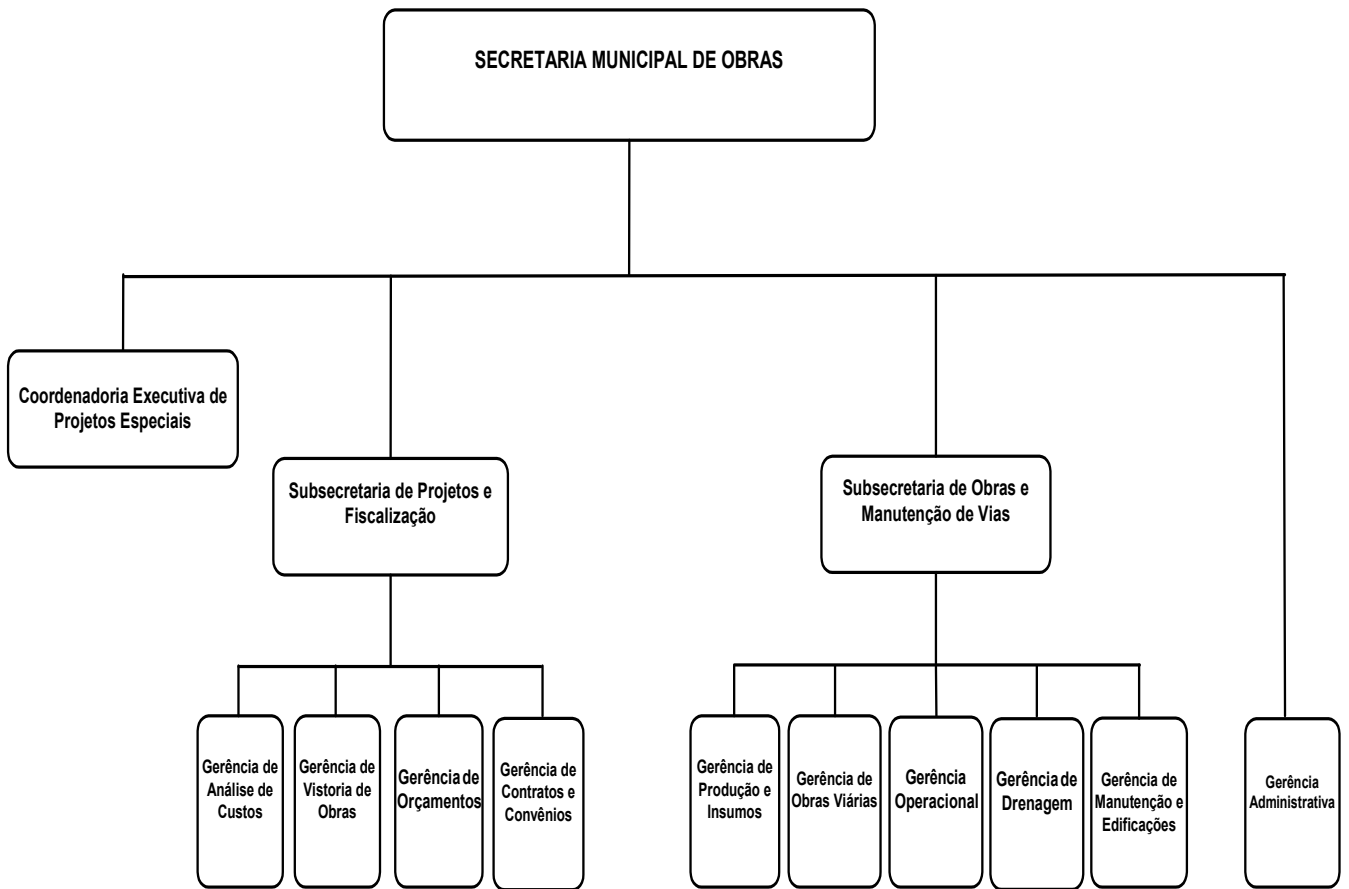 SECRETARIA MUNICIPAL DE OBRAS
Coordenadoria Executiva de
Projetos Especiais
Subsecretaria de Projetos e
Fiscalização
Subsecretaria de Obras e
Manutenção de Vias
Gerência de
Análise de
Custos
Gerência de
Vistoria de
Obras
Gerência de
Orçamentos
Gerência de
Contratos e
Convênios
Gerência de
Produção e
Insumos
Gerência de
Obras Viárias
Gerência
Operacional
Gerência de
Drenagem
Gerência de
Manutenção e
Edificações
Gerência
Administrativa